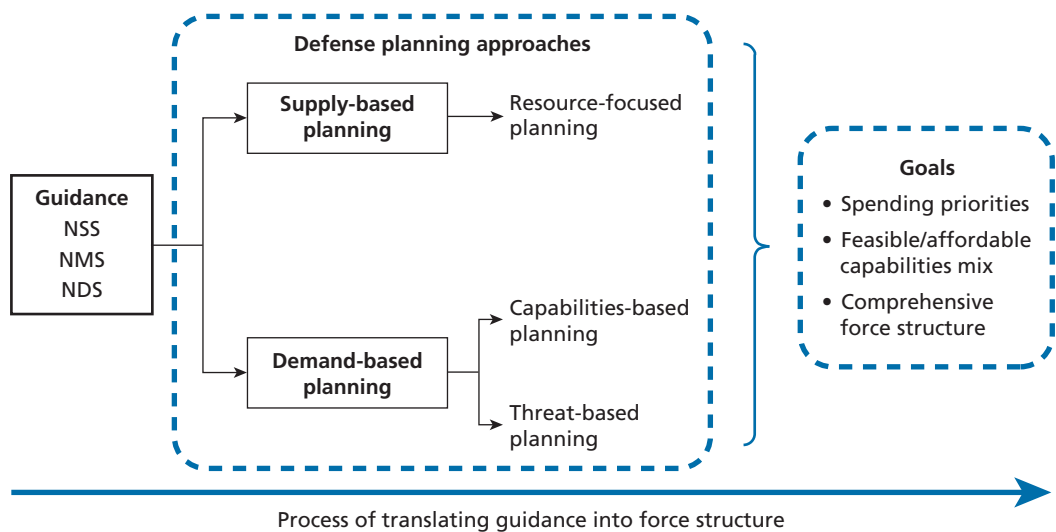 Defense planning approaches
Supply-based
planning
Resource-focused
planning
Guidance
NSS
NMS
NDS
Demand-based
planning
Capabilities-based
planning
Threat-based
planning
Goals
• Spending priorities
• Feasible/affordable
capabilities mix
• Comprehensive
force structure
Process of translating guidance into force structure